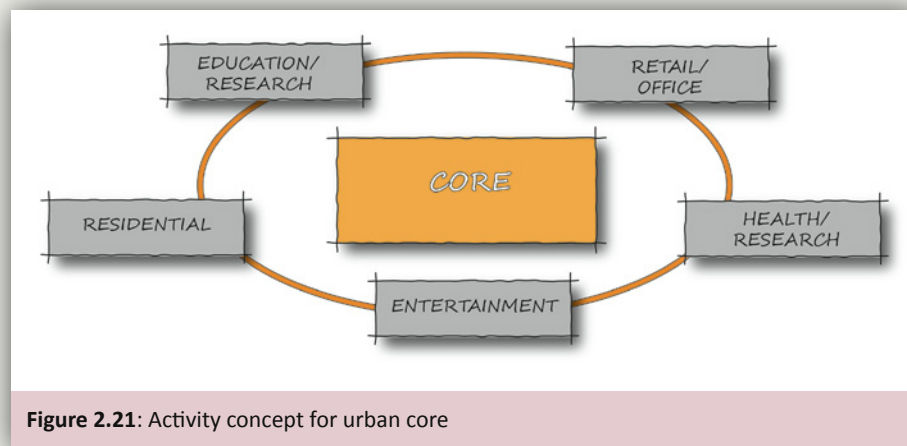 EDUCATION/
RESEARCH
RETAIL/
OFFICE
CORE
RESIDENTIAL
HEALTH/
RESEARCH
ENTERTAINMENT
Figure 2.21: Activity concept for urban core